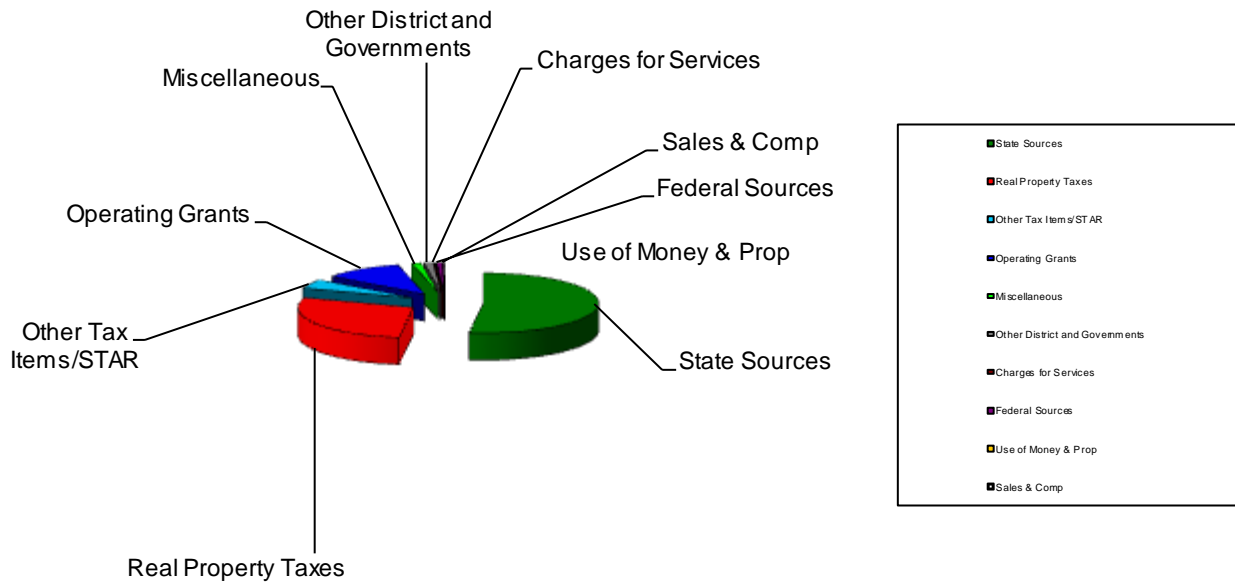 Other District and
Governments
Charges for Services
Miscellaneous
Sales & Comp
Federal Sources
Operating Grants
Use of Money & Prop
Other Tax
Items/STAR
State Sources
Real Property Taxes
State Sources
Real Property Taxes
Other Tax Items/STAR
Operating Grants
Miscellaneous
Other District and Governments
Charges for Services
Federal Sources
Use of Money & Prop
Sales & Comp